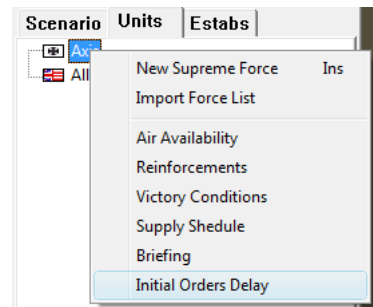 Scenario Units Estabs
Axis
All
New Supreme Force Ins
Import Force List
Air Availability
Reinforcements
Victory Conditions
Supply Shedule
Briefing
Initial Orders Delay